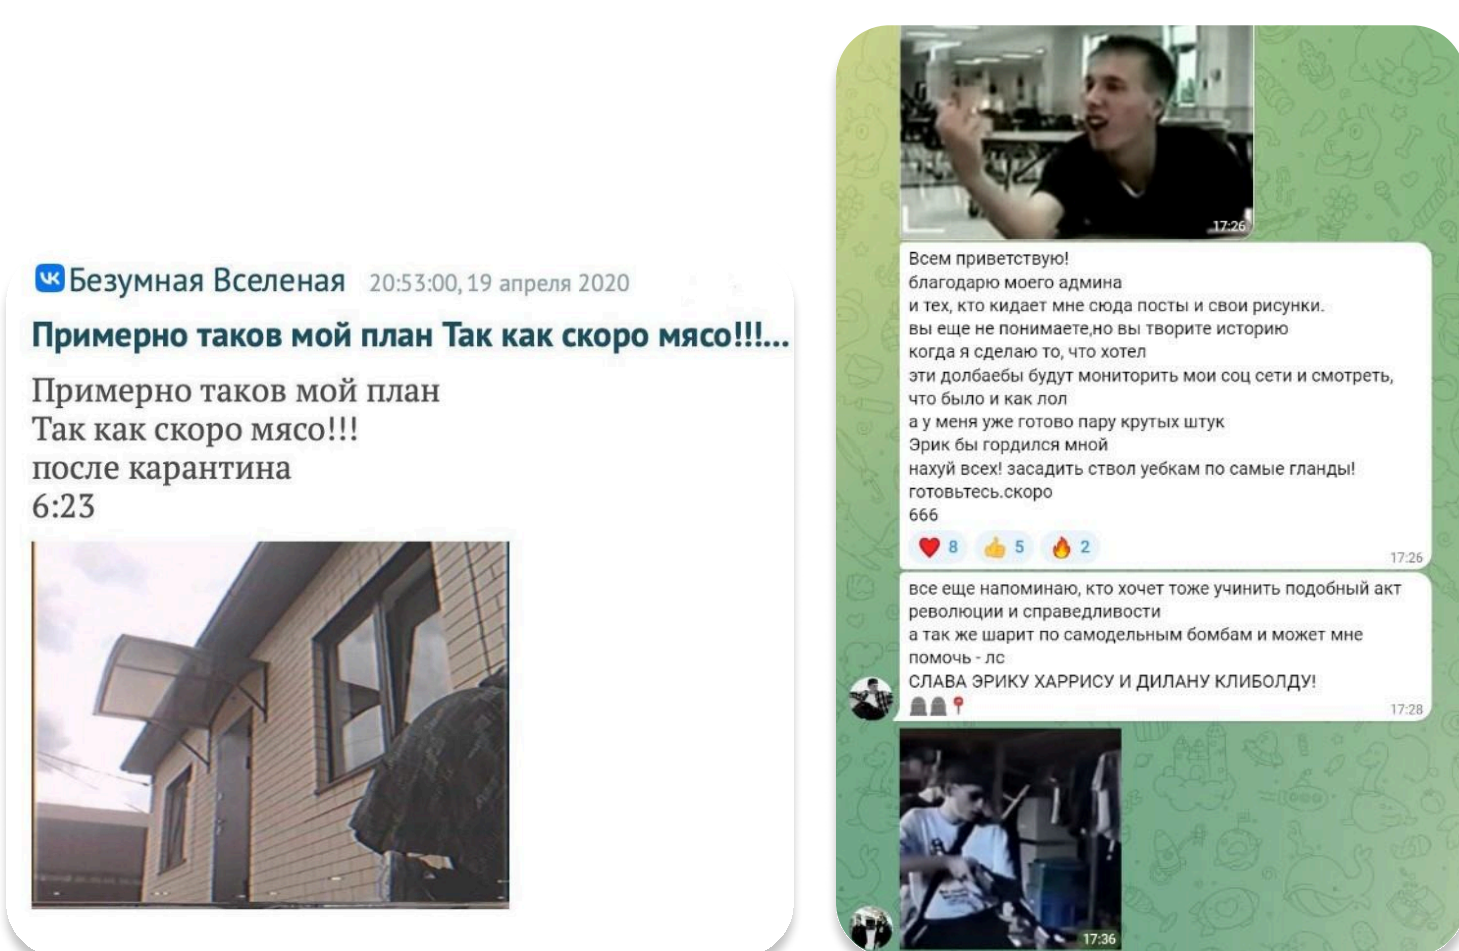 Безумная Вселеная 20:53:00, 19 апреля 2020
Примерно таков мой план Так как скоро мясо!!!...
Примерно таков мой план
Так как скоро мясо!!!
после карантина
6:23
17:26
Всем приветствую!
благодарю моего админа
и тех, кто кидает мне сюда посты и свои рисунки.
вы еще не понимаете,но вы творите историю
когда я сделаю то, что хотел
эти долбаебы будут мониторить мои соц сети и смотреть,
что было и как лол
а у меня уже готово пару крутых штук
Эрик бы гордился мной
нахуй всех! засадить ствол уебкам по самые гланды!
готовьтесь.скоро
666
8 5 2
17:26
все еще напоминаю, кто хочет тоже учинить подобный акт
революции и справедливости
а так же шарит по самодельным бомбам и может мне
помочь - лс
СЛАВА ЭРИКУ ХАРРИСУ И ДИЛАНУ КЛИБОЛДУ!
17:28
17:36